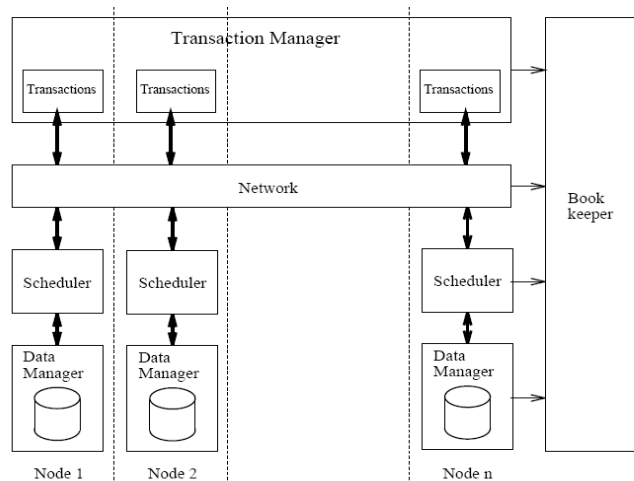 Transaction Manager
Transactions
Transactions
Transactions
Network
Book
keeper
Scheduler
Scheduler
Scheduler
Data
Manager
Data
Manager
Data
Manager
Node 1
Node 2
Node n